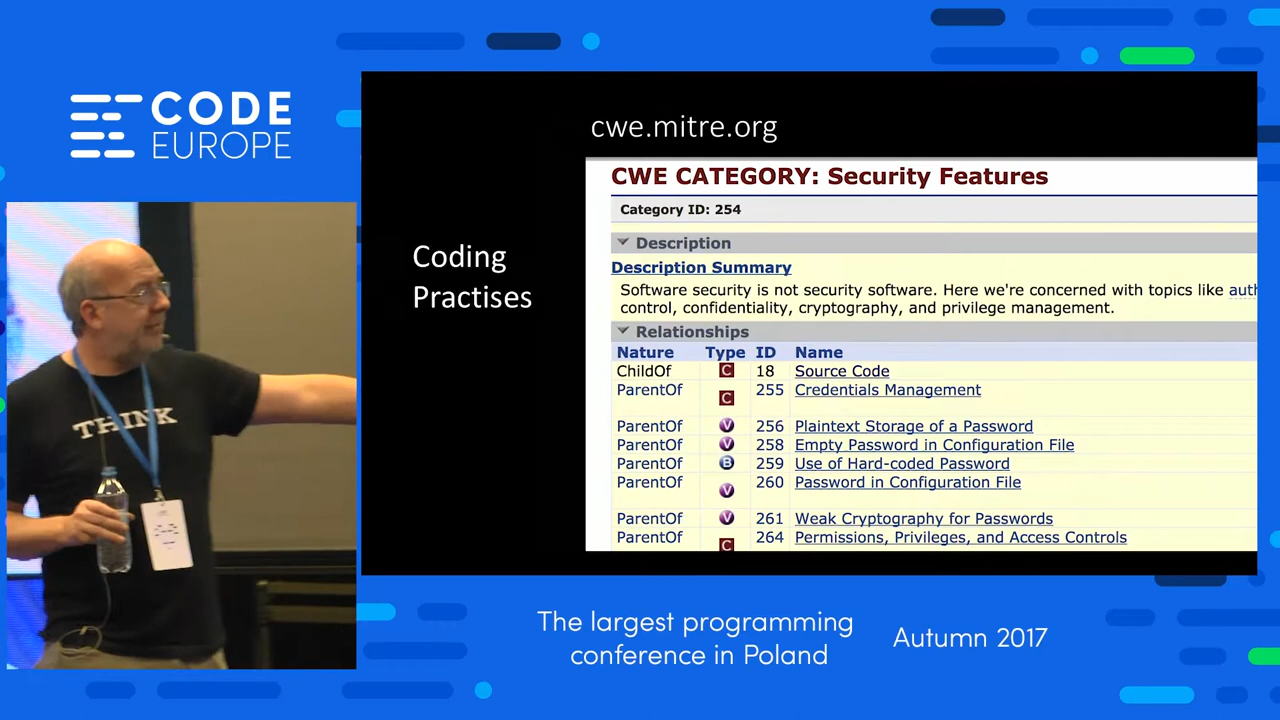 CODE
EUROPE
cwe.mitre.org
Coding
Practises
CWE CATEGORY: Security Features
Category ID: 254
Description
Description Summary
Software security is not security software. Here we're concerned with topics like auth
control, confidentiality, cryptography, and privilege management.
Relationships
Nature Type ID Name
ChildOf C 18 Source Code
ParentOf C 255 Credentials Management
ParentOf V 256 Plaintext Storage of a Password
ParentOf V 258 Empty Password in Configuration File
ParentOf B 259 Use of Hard-coded Password
ParentOf V 260 Password in Configuration File
ParentOf V 261 Weak Cryptography for Passwords
ParentOf C 264 Permissions, Privileges, and Access Controls
THINK
The largest programming
conference in Poland
Autumn 2017